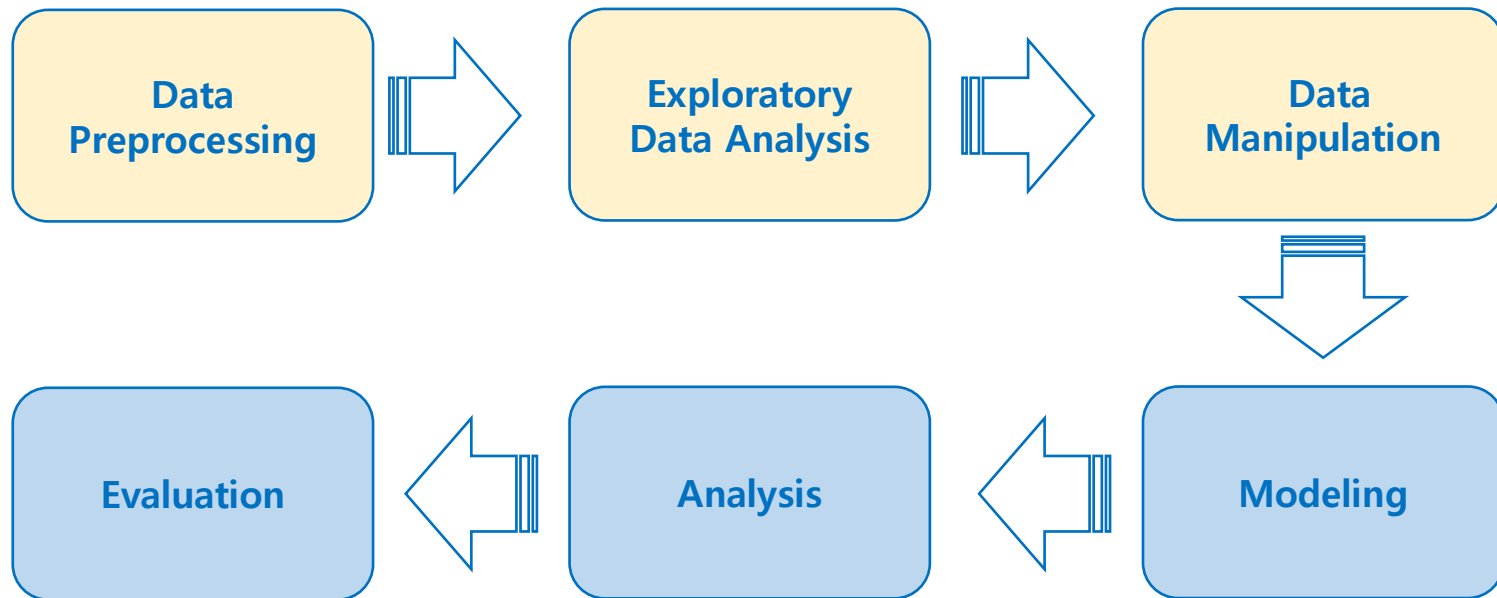 Data
Preprocessing
Exploratory
Data Analysis
Data
Manipulation
Modeling
Analysis
Evaluation